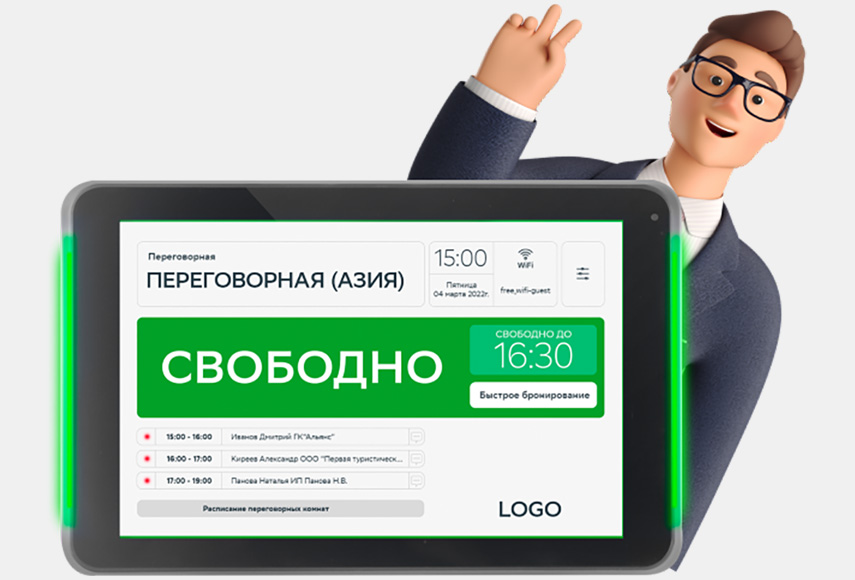 Переговорная
ПЕРЕГОВОРНАЯ (АЗИЯ)
15:00
Пятница
04 марта 2022г.
WiFi
free_wifi-guest
СВОБОДНО
СВОБОДНО ДО
16:30
Быстрое бронирование
15:00 - 16:00 Иванов Дмитрий ГК"Альянс"
16:00 - 17:00 Киреев Александр ООО "Первая туристическ...
17:00 - 19:00 Панова Наталья ИП Панова Н.В.
Расписание переговорных комнат
LOGO